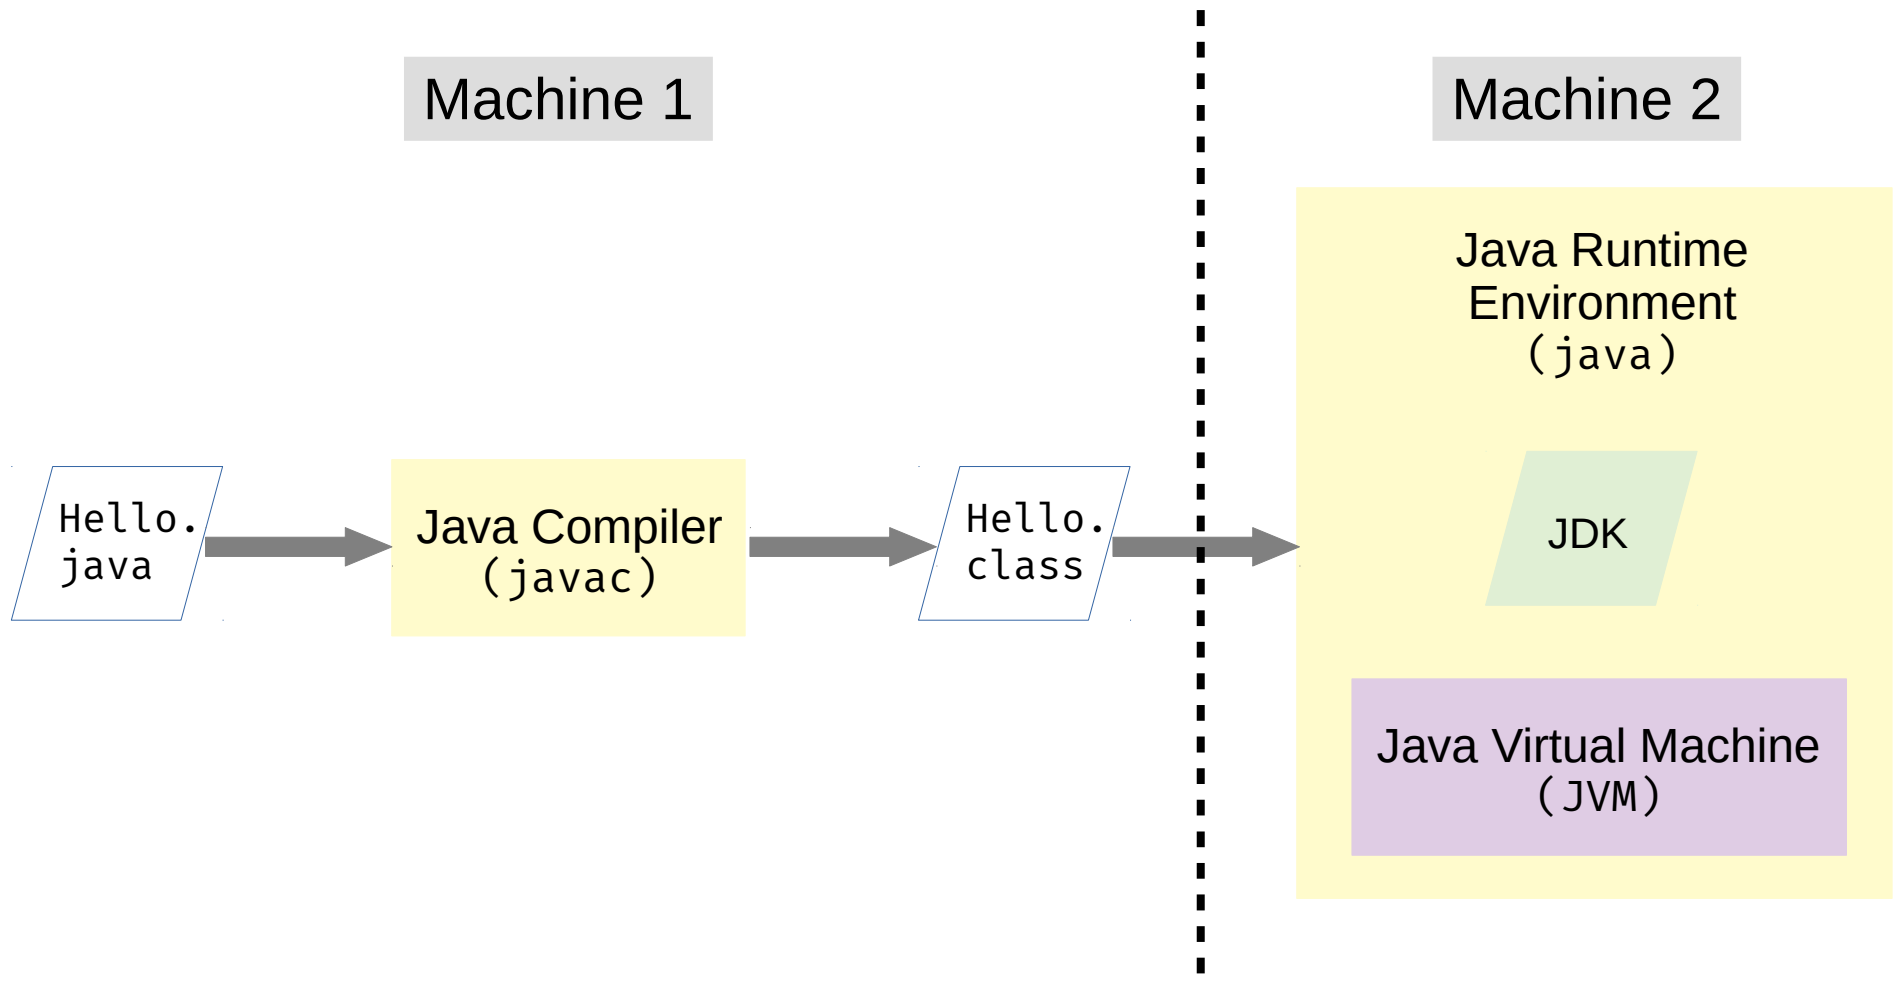 Machine 1
Machine 2
Hello.
java
Java Compiler
(javac)
Hello.
class
Java Runtime
Environment
(java)
JDK
Java Virtual Machine
(JVM)